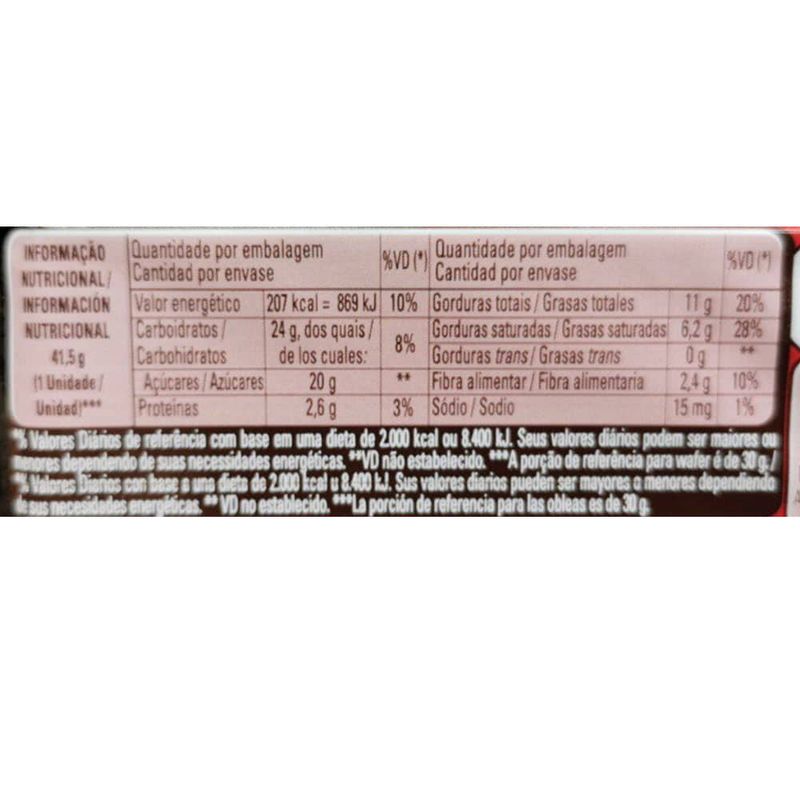 INFORMAÇÃO NUTRICIONAL/
INFORMACIÓN NUTRICIONAL
41,5 g
(1 Unidade /
Unidad)***
Quantidade por embalagem
Cantidad por envase
%VD (*)
Quantidade por embalagem
Cantidad por envase
%VD (*)
Valor energético 207 kcal = 869 kJ 10% Gorduras totais / Grasas totales 11 g 20%
Carboidratos / Carbohidratos 24 g, dos quais / de los cuales: 8% Gorduras saturadas / Grasas saturadas 6,2 g 28%
Gorduras trans / Grasas trans 0 g **
Açúcares / Azúcares 20 g ** Fibra alimentar / Fibra alimentaria 2,4 g 10%
Proteínas 2,6 g 3% Sódio / Sodio 15 mg 1%
*% Valores Diários de referência com base em uma dieta de 2.000 kcal ou 8.400 kJ. Seus valores diários podem ser maiores ou
menores dependendo de suas necessidades energéticas. **VD não estabelecido. ***A porção de referência para wafer é de 30 g./
*% Valores Diarios con base a una dieta de 2.000 kcal u 8.400 kJ. Sus valores diarios pueden ser mayores o menores dependiendo
de sus necesidades energéticas. ** VD no establecido. ***La porción de referencia para las obleas es de 30 g.